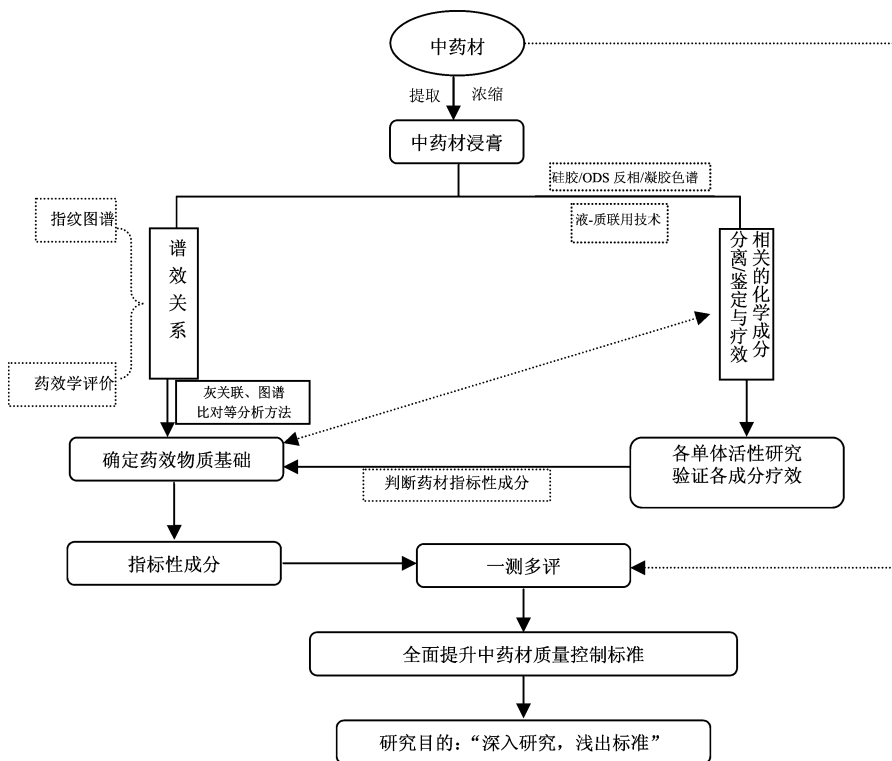 中药材
提取 浓缩
中药材浸膏
硅胶/ODS 反相/凝胶色谱
液-质联用技术
指纹图谱
谱效关系
相关的化学成分
分离/鉴定与疗效
药效学评价
灰关联、图谱
比对等分析方法
确定药效物质基础
各单体活性研究
验证各成分疗效
判断药材指标性成分
指标性成分
一测多评
全面提升中药材质量控制标准
研究目的：“深入研究，浅出标准”